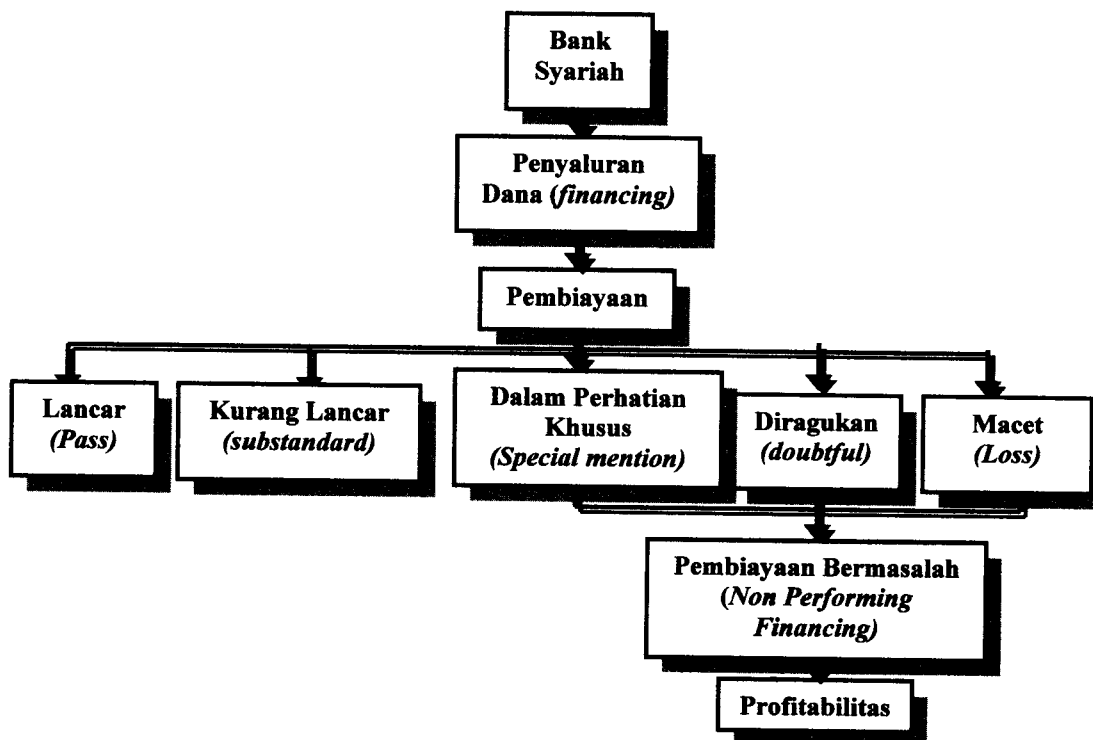 Bank
Syariah
Penyaluran
Dana (financing)
Pembiayaan
Lancar
(Pass)
Kurang Lancar
(substandard)
Dalam Perhatian
Khusus
(Special mention)
Diragukan
(doubtful)
Macet
(Loss)
Pembiayaan Bermasalah
(Non Performing
Financing)
Profitabilitas